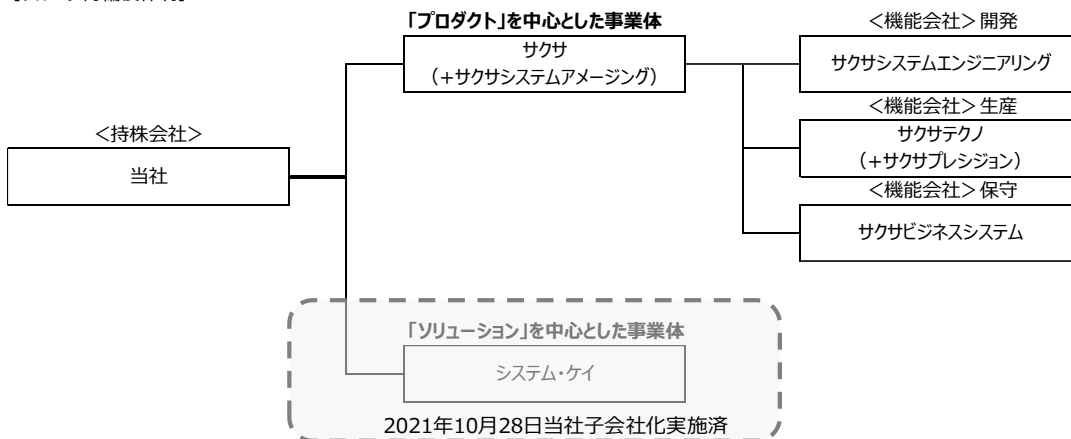 「プロダクト」を中心とした事業体
サクサ
(+サクサシステムアメージング)
<機能会社>開発
サクサシステムエンジニアリング
<機能会社>生産
サクサテクノ
(+サクサプレシジョン)
<機能会社>保守
サクサビジネスシステム
<持株会社>
当社
「ソリューション」を中心とした事業体
システム・ケイ
2021年10月28日当社子会社化実施済